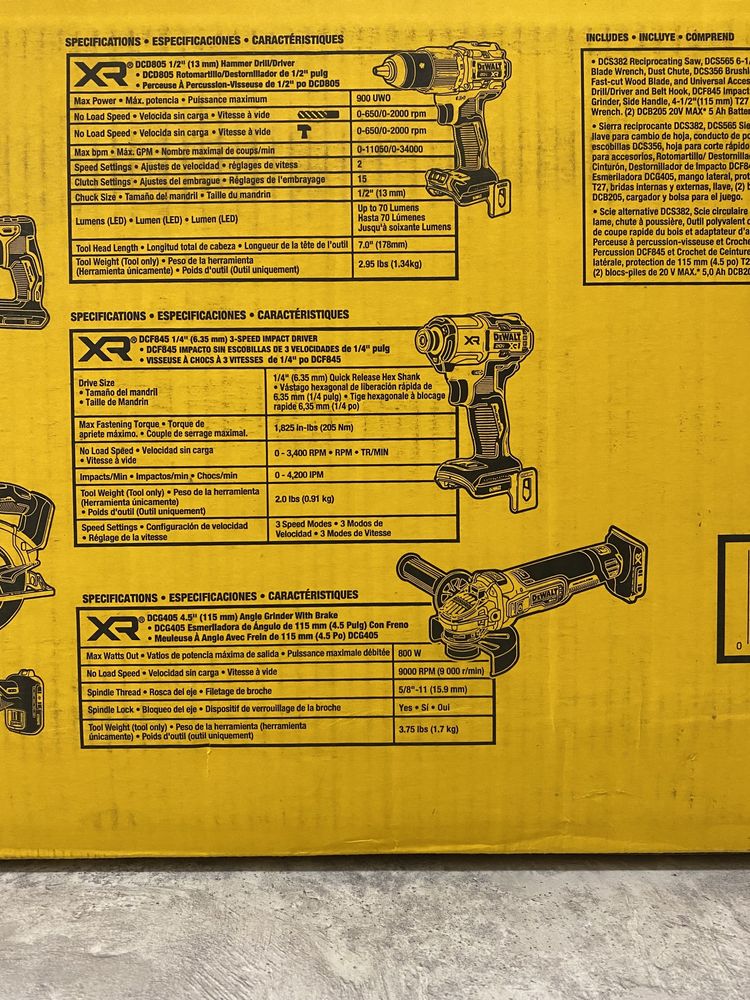 SPECIFICATIONS • ESPECIFICACIONES • CARACTÉRISTIQUES
XR® DCD805 1/2" (13 mm) Hammer Drill/Driver
• DCD805 Rotomartillo/Destornillador de 1/2" pulg
• Perceuse À Percussion-Visseuse de 1/2" po DCD805
Max Power • Máx. potencia • Puissance maximum 900 UWO
No Load Speed • Velocida sin carga • Vitesse à vide 0-650/0-2000 rpm
No Load Speed • Velocida sin carga • Vitesse à vide 0-650/0-2000 rpm
Max bpm • Máx. GPM • Nombre maximal de coups/min 0-11050/0-34000
Speed Settings • Ajustes de velocidad • réglages de vitess 2
Clutch Settings • Ajustes del embrague • Réglages de l'embrayage 15
Chuck Size • Tamaño del mandril • Taille du mandrin 1/2" (13 mm)
Lumens (LED) • Lumen (LED) • Lumen (LED) Up to 70 Lumens
Hasta 70 Lúmenes
Jusqu'à soixante Lumens
Tool Head Length • Longitud total de cabeza • Longueur de la tête de l'outil 7.0" (178mm)
Tool Weight (Tool only) • Peso de la herramienta
(Herramienta únicamente) • Poids d'outil (Outil uniquement) 2.95 lbs (1.34kg)
DEWALT
SPECIFICATIONS • ESPECIFICACIONES • CARACTÉRISTIQUES
XR® DCF845 1/4" (6.35 mm) 3-SPEED IMPACT DRIVER
• DCF845 IMPACTO SIN ESCOBILLAS DE 3 VELOCIDADES de 1/4" pulg
• VISSEUSE À CHOCS À 3 VITESSES de 1/4" po DCF845
Drive Size
• Tamaño del mandril
• Taille de Mandrin
1/4" (6.35 mm) Quick Release Hex Shank
• Vástago hexagonal de liberación rápida de
6,35 mm (1/4 pulg) • Tige hexagonale à blocage
rapide 6,35 mm (1/4 po)
Max Fastening Torque • Torque de
apriete máximo. • Couple de serrage maximal. 1,825 in-lbs (205 Nm)
No Load Speed • Velocidad sin carga
• Vitesse à vide 0 - 3,400 RPM • RPM • TR/MIN
Impacts/Min • Impactos/min • Chocs/min 0 - 4,200 IPM
Tool Weight (Tool only) • Peso de la herramienta
(Herramienta únicamente)
• Poids d'outil (Outil uniquement) 2.0 lbs (0.91 kg)
Speed Settings • Configuración de velocidad
• Réglage de la vitesse
3 Speed Modes • 3 Modos de
Velocidad • 3 Modes de Vitesse
XR DEWALT
SPECIFICATIONS • ESPECIFICACIONES • CARACTÉRISTIQUES
XR® DCG405 4.5" (115 mm) Angle Grinder With Brake
• DCG405 Esmeriladora de Ángulo de 115 mm (4.5 Pulg) Con Freno
• Meuleuse À Angle Avec Frein de 115 mm (4.5 Po) DCG405
Max Watts Out • Vatios de potencia máxima de salida • Puissance maximale débitée 800 W
No Load Speed • Velocidad sin carga • Vitesse à vide 9000 RPM (9 000 r/min)
Spindle Thread • Rosca del eje • Filetage de broche 5/8"-11 (15.9 mm)
Spindle Lock • Bloqueo del eje • Dispositif de verrouillage de la broche Yes • Sí • Oui
Tool Weight (tool only) • Peso de la herramienta (herramienta
únicamente) • Poids d'outil (outil uniquement) 3.75 lbs (1.7 kg)
DEWALT
XR
INCLUDES • INCLUYE • COMPREND
• DCS382 Reciprocating Saw, DCS565 6-1/
Blade Wrench, Dust Chute, DCS356 Brush
Fast-cut Wood Blade, and Universal Acces
Drill/Driver and Belt Hook, DCF845 Impact
Grinder, Side Handle, 4-1/2"(115 mm) T27
Wrench. (2) DCB205 20V MAX* 5 Ah Batte
• Sierra reciprocante DCS382, DCS565 Sie
llave para cambio de hoja, conducto de po
escobillas DCS356, hoja para corte rápido
para accesorios, Rotomartillo/ Destornilla
Cinturón, Destornillador de Impacto DCF84
Esmeriladora DCG405, mango lateral, prot
T27, bridas internas y externas, llave, (2) b
DCB205, cargador y bolsa para el juego.
• Scie alternative DCS382, Scie circulaire
lame, chute à poussière, Outil polyvalent o
de coupe rapide du bois et adaptateur d'a
Perceuse à percussion-visseuse et Croche
Percussion DCF845 et Crochet de Ceinture
latérale, protection de 115 mm (4.5 po) T2
(2) blocs-piles de 20 V MAX.* 5,0 Ah DCB20
0